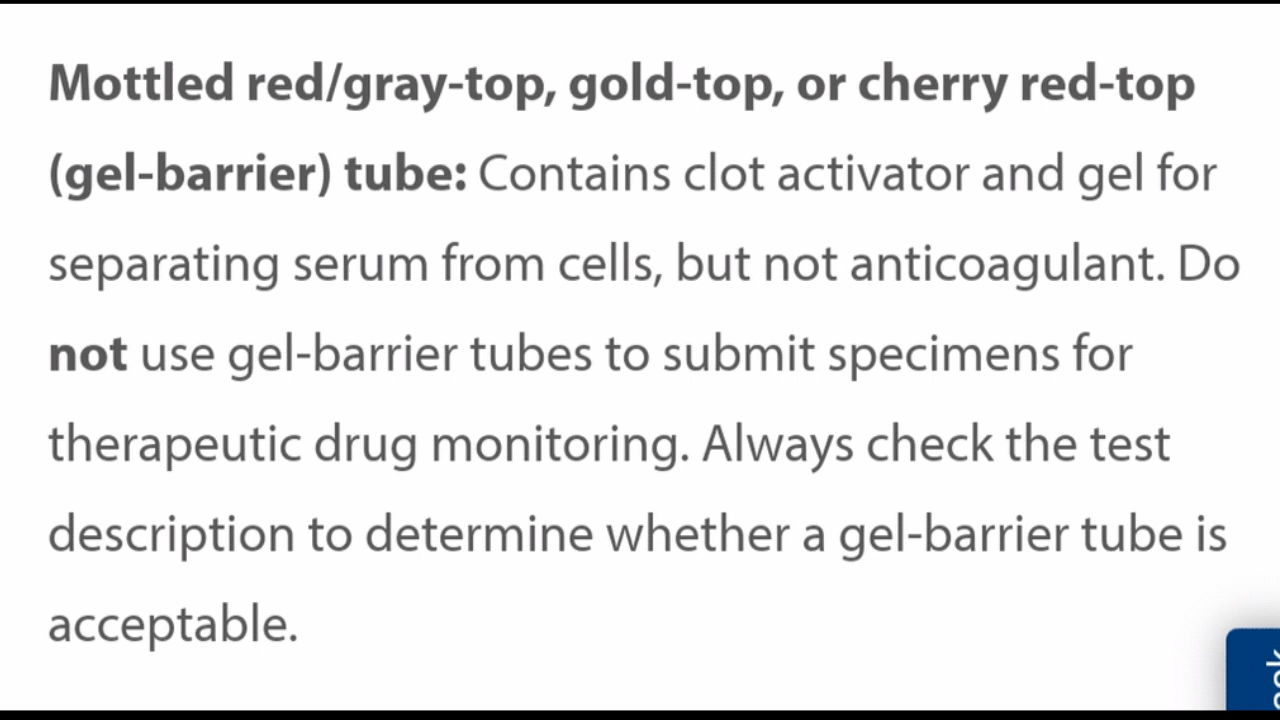 Mottled red/gray-top, gold-top, or cherry red-top
(gel-barrier) tube: Contains clot activator and gel for
separating serum from cells, but not anticoagulant. Do
not use gel-barrier tubes to submit specimens for
therapeutic drug monitoring. Always check the test
description to determine whether a gel-barrier tube is
acceptable.